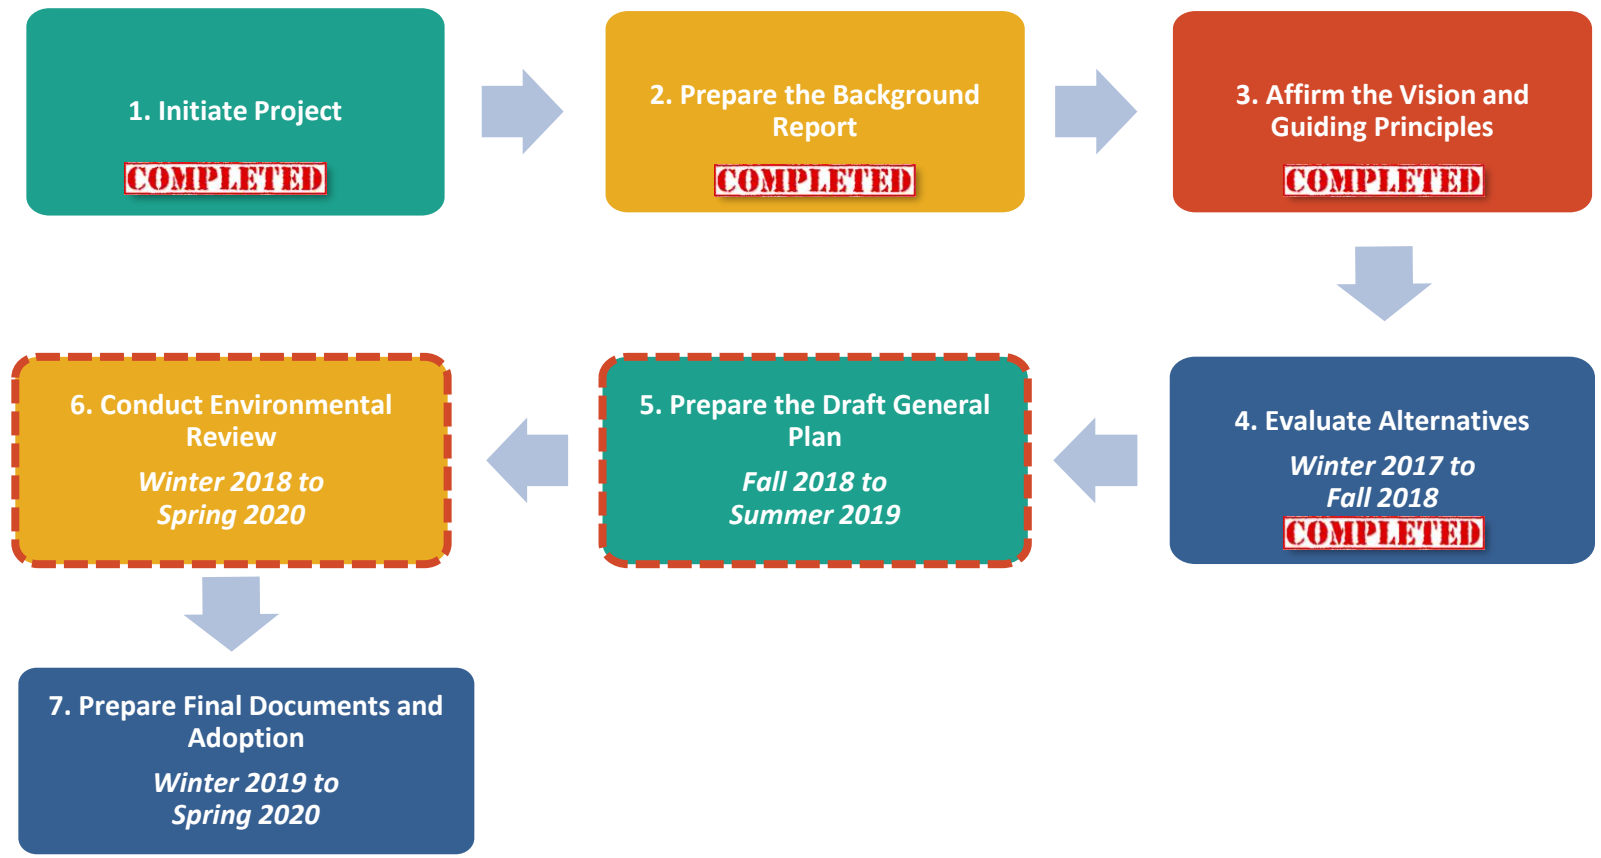 1. Initiate Project
COMPLETED
2. Prepare the Background
Report
COMPLETED
3. Affirm the Vision and
Guiding Principles
COMPLETED
4. Evaluate Alternatives
Winter 2017 to
Fall 2018
COMPLETED
5. Prepare the Draft General
Plan
Fall 2018 to
Summer 2019
6. Conduct Environmental
Review
Winter 2018 to
Spring 2020
7. Prepare Final Documents and
Adoption
Winter 2019 to
Spring 2020